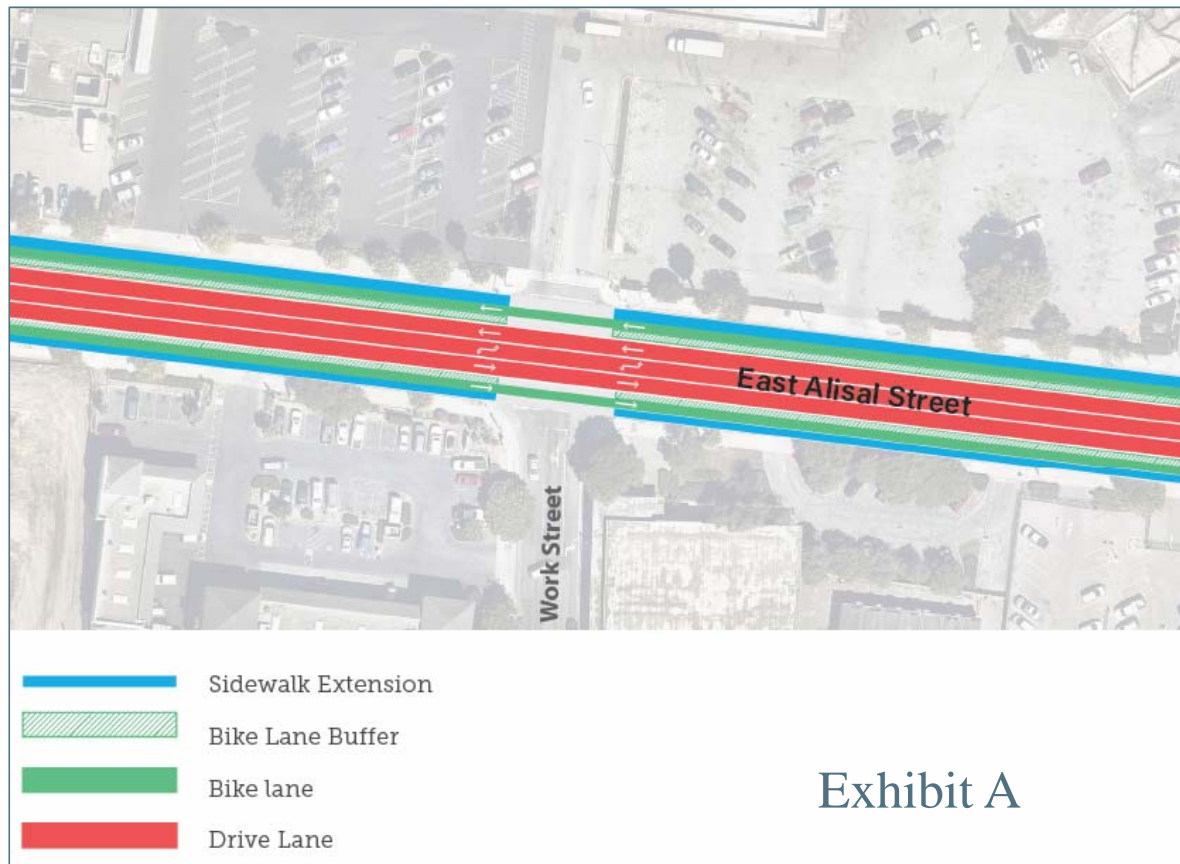 East Alisal Street
Work Street
Sidewalk Extension
Bike Lane Buffer
Bike lane
Drive Lane
Exhibit A